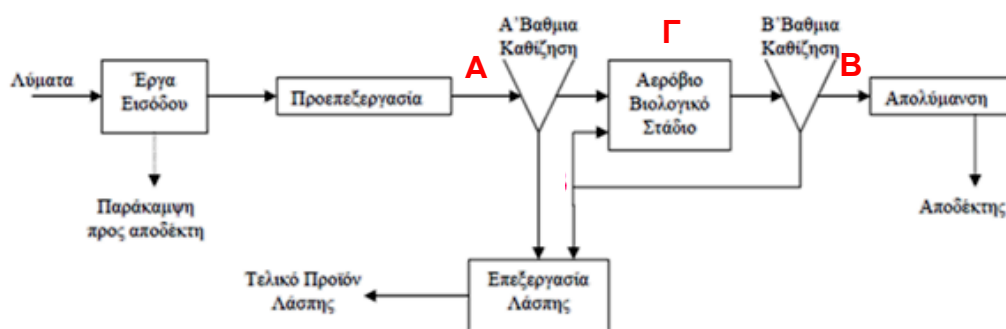 Α΄Βαθμια
Καθίζηση
Γ
Β΄Βαθμια
Καθίζηση
Α
Β
Λύματα
Έργα
Εισόδου
Προεπεξεργασία
Αερόβιο
Βιολογικό
Στάδιο
Απολύμανση
Παράκαμψη
προς αποδέκτη
Αποδέκτης
Τελικό Προϊόν
Λάσπης
Επεξεργασία
Λάσπης